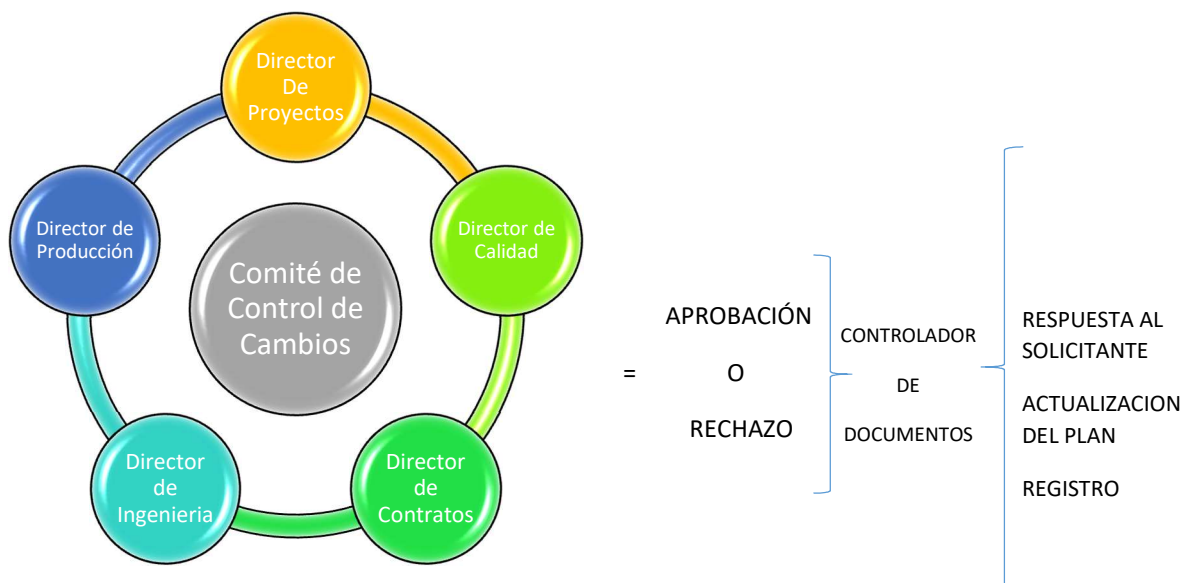 Director
De
Proyectos
Director de
Producción
Director de
Calidad
Comité de
Control de
Cambios
Director
de
Ingenieria
Director
de
Contratos
=
APROBACIÓN
O
RECHAZO
CONTROLADOR
DE
DOCUMENTOS
RESPUESTA AL
SOLICITANTE
ACTUALIZACION
DEL PLAN
REGISTRO